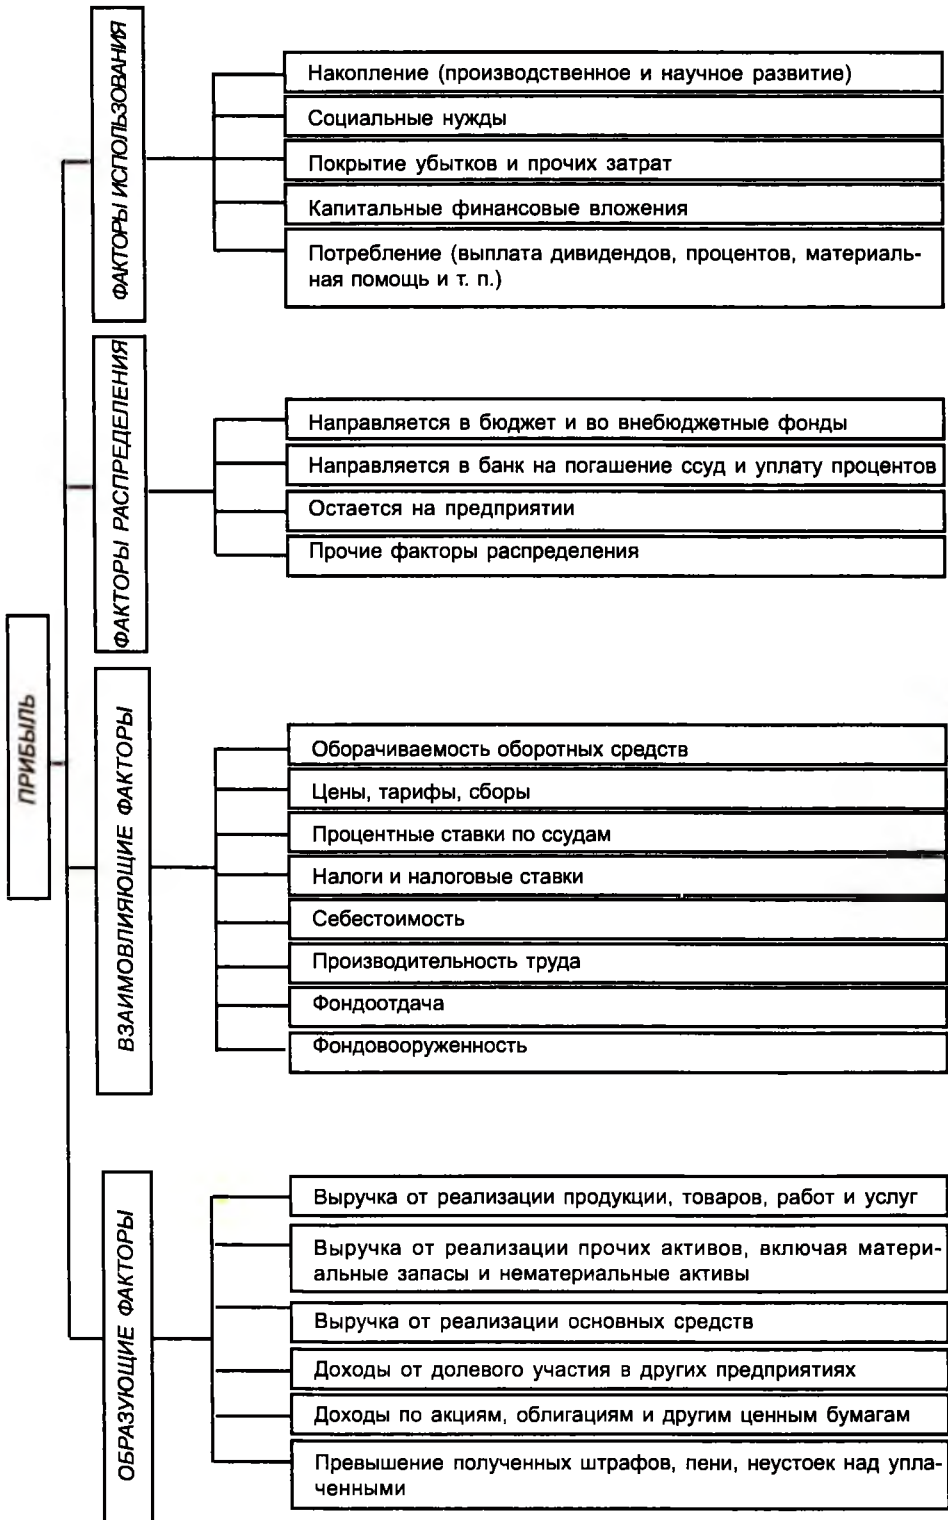 ПРИБЫЛЬ
ФАКТОРЫ ИСПОЛЬЗОВАНИЯ
Накопление (производственное и научное развитие)
Социальные нужды
Покрытие убытков и прочих затрат
Капитальные финансовые вложения
Потребление (выплата дивидендов, процентов, материаль-
ная помощь и т. п.)
ФАКТОРЫ РАСПРЕДЕЛЕНИЯ
Направляется в бюджет и во внебюджетные фонды
Направляется в банк на погашение ссуд и уплату процентов
Остается на предприятии
Прочие факторы распределения
ВЗАИМОВЛИЯЮЩИЕ ФАКТОРЫ
Оборачиваемость оборотных средств
Цены, тарифы, сборы
Процентные ставки по ссудам
Налоги и налоговые ставки
Себестоимость
Производительность труда
Фондоотдача
Фондовооруженность
ОБРАЗУЮЩИЕ ФАКТОРЫ
Выручка от реализации продукции, товаров, работ и услуг
Выручка от реализации прочих активов, включая матери-
альные запасы и нематериальные активы
Выручка от реализации основных средств
Доходы от долевого участия в других предприятиях
Доходы по акциям, облигациям и другим ценным бумагам
Превышение полученных штрафов, пени, неустоек над упла-
ченными